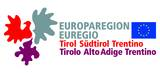 EUROPAREGION
EUREGIO
Tirol Südtirol Trentino
Tirolo Alto Adige Trentino